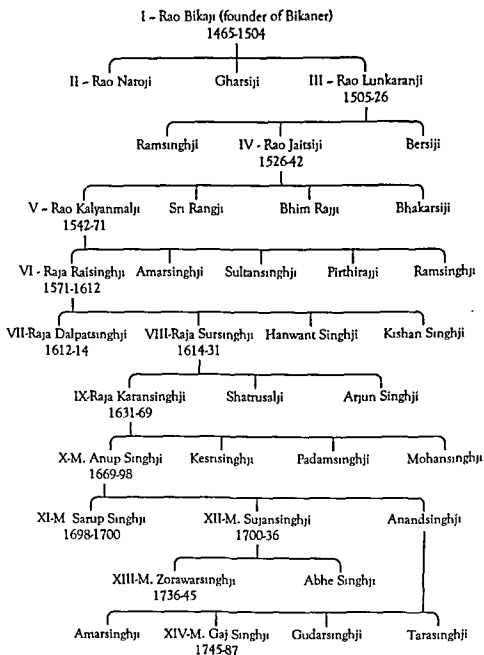 I - Rao Bikaji (founder of Bikaner)
1465-1504
II - Rao Naroji Gharsiji III - Rao Lunkaranji
1505-26
Ramsinghji IV - Rao Jaitsiji Bersiji
1526-42
V - Rao Kalyanmalji Sri Rangji Bhim Rajji Bhakarsiji
1542-71
VI - Raja Raisinghji Amarsinghji Sultansinghji Pirthirajji Ramsinghji
1571-1612
VII-Raja Dalpatsinghji VIII-Raja Sursinghji Hanwant Singhji Kishan Singhji
1612-14 1614-31
IX-Raja Karansinghji Shatrusalji Arjun Singhji
1631-69
X-M. Anup Singhji Kesrisinghji Padamsinghji Mohansinghji
1669-98
XI-M Sarup Singhji XII-M. Sujansinghji Anandsinghji
1698-1700 1700-36
XIII-M. Zorawarsinghji Abhe Singhji
1736-45
Amarsinghji XIV-M. Gaj Singhji Gudarsinghji Tarasinghji
1745-87